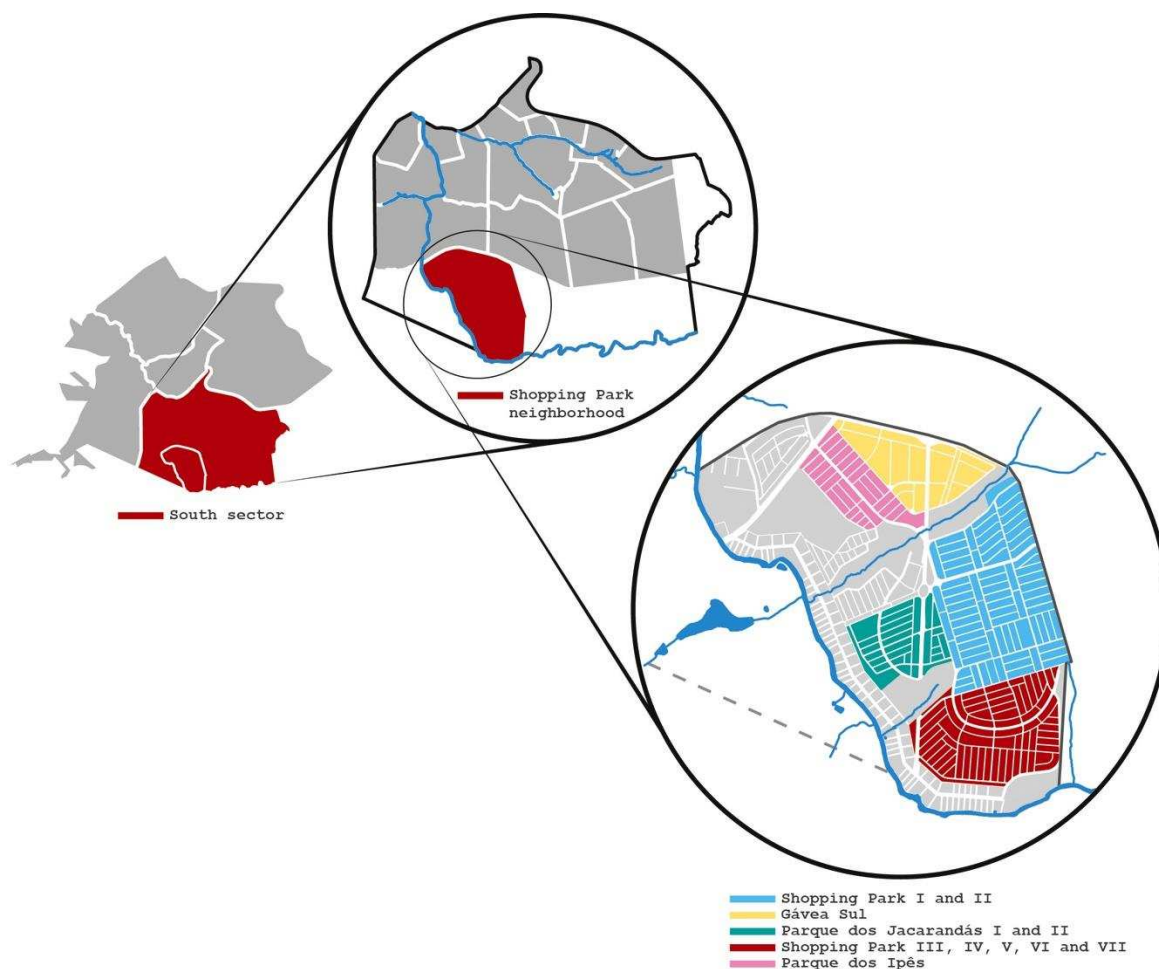 Shopping Park
neighborhood
South sector
Shopping Park I and II
Gávea Sul
Parque dos Jacarandás I and II
Shopping Park III, IV, V, VI and VII
Parque dos Ipês